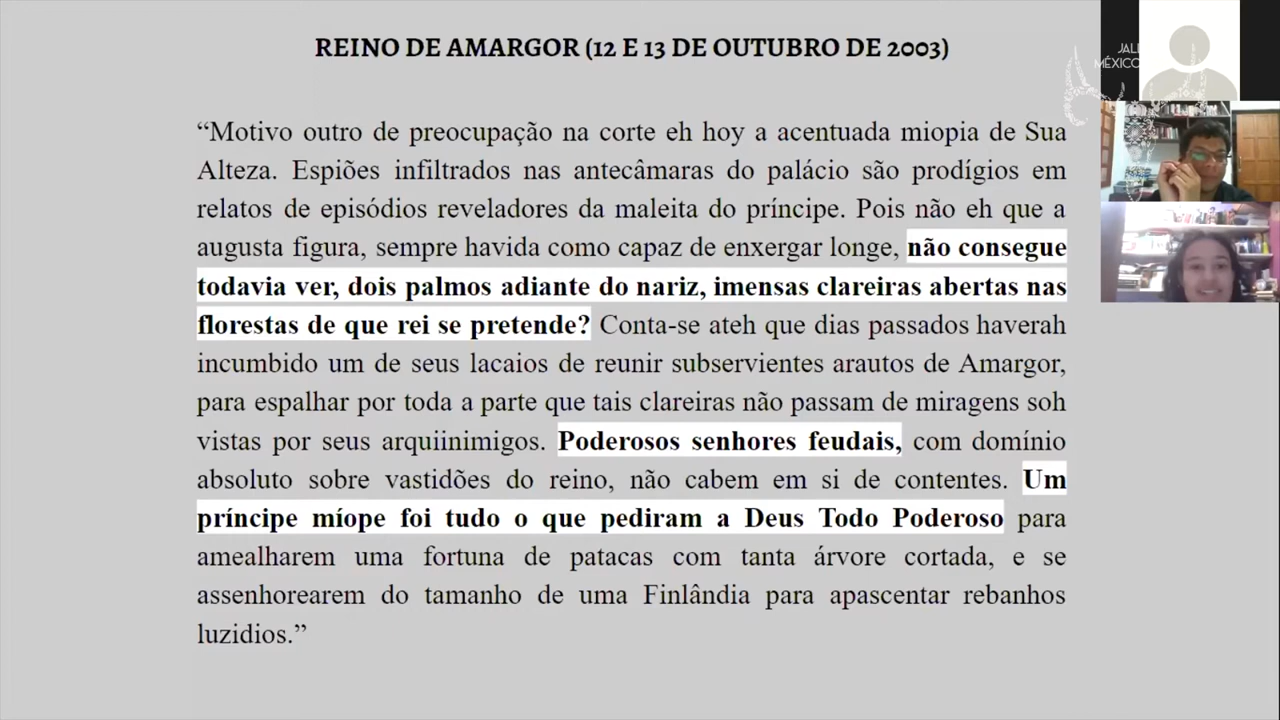 REINO DE AMARGOR (12 E 13 DE OUTUBRO DE 2003)
“Motivo outro de preocupação na corte eh hoy a acentuada miopia de Sua
Alteza. Espiões infiltrados nas antecâmaras do palácio são prodígios em
relatos de episódios reveladores da maleita do príncipe. Pois não eh que a
augusta figura, sempre havida como capaz de enxergar longe, não consegue
todavia ver, dois palmos adiante do nariz, imensas clareiras abertas nas
florestas de que rei se pretende? Conta-se ateh que dias passados haverah
incumbido um de seus lacaios de reunir subservientes arautos de Amargor,
para espalhar por toda a parte que tais clareiras não passam de miragens soh
vistas por seus arquiinimigos. Poderosos senhores feudais, com domínio
absoluto sobre vastidões do reino, não cabem em si de contentes. Um
príncipe míope foi tudo o que pediram a Deus Todo Poderoso para
amealharem uma fortuna de patacas com tanta árvore cortada, e se
assenhorearem do tamanho de uma Finlândia para apascentar rebanhos
luzidios.”
JALI
MÉXICO